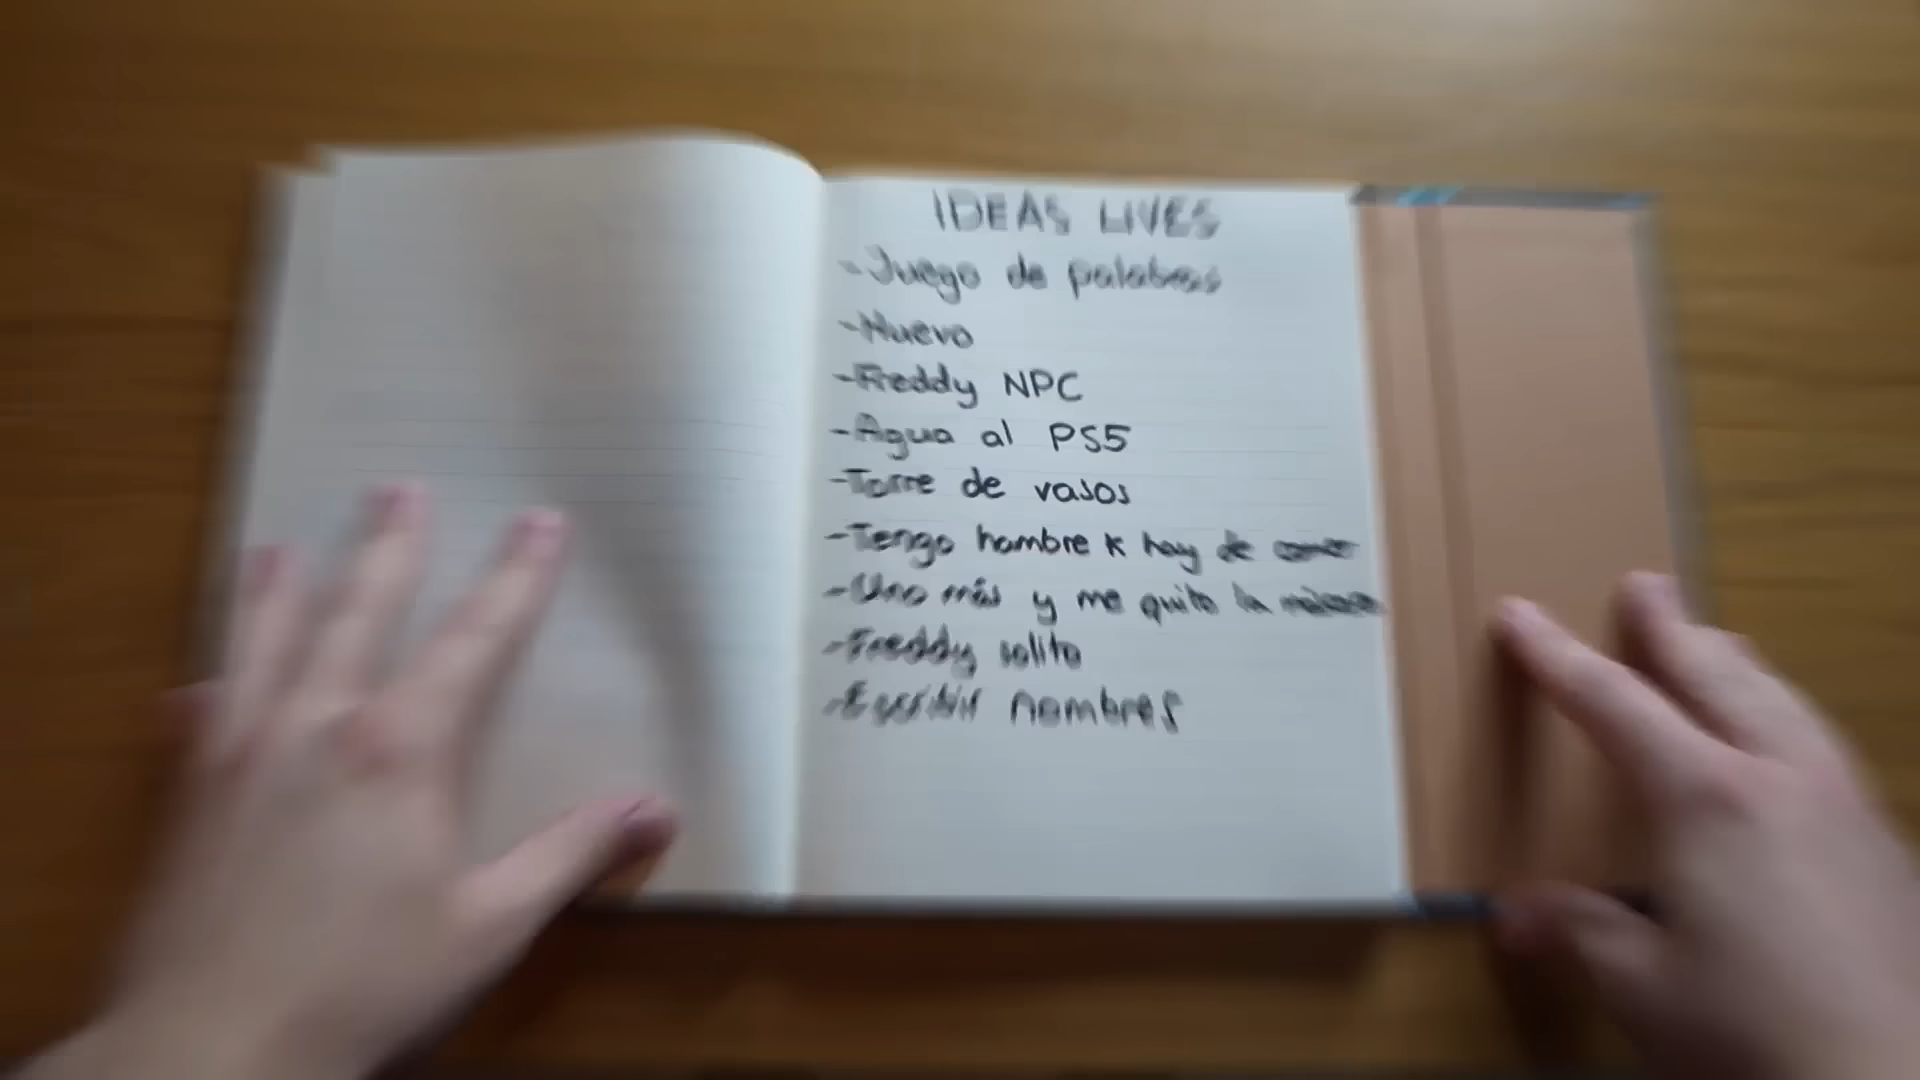 IDEAS LIVES
-Juego de palabras
-Huevo
-Freddy NPC
-Agua al PS5
-Torre de vasos
-Tengo hambre k hay de comer
-Uno más y me quito la
-Freddy solito
-Escribir nombres